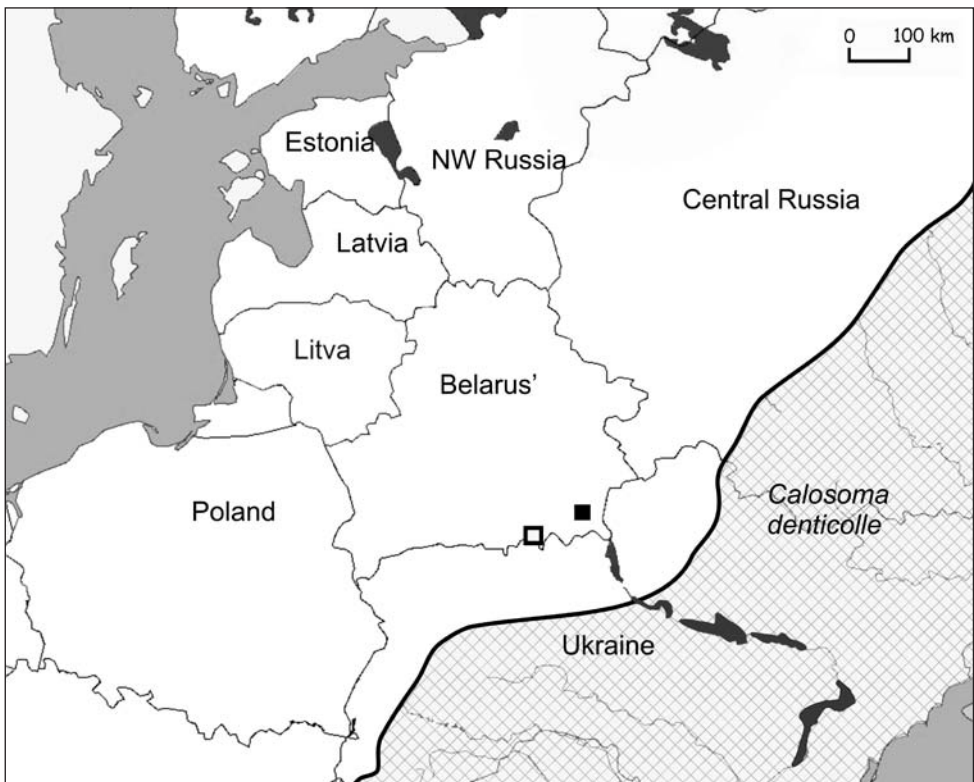 0 100 km
Estonia
NW Russia
Central Russia
Latvia
Litva
Belarus’
Poland
Calosoma
denticolle
Ukraine